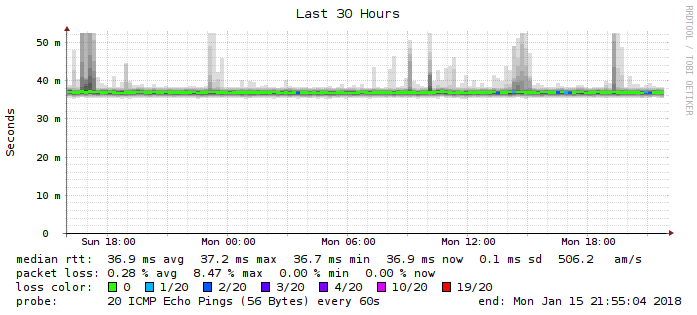 Last 30 Hours
RRDTOOL / TOBI OETIKER
Seconds
50 m
40 m
30 m
20 m
10 m
0
Sun 18:00 Mon 00:00 Mon 06:00 Mon 12:00 Mon 18:00
median rtt: 36.9 ms avg 37.2 ms max 36.7 ms min 36.9 ms now 0.1 ms sd 506.2 am/s
packet loss: 0.28 % avg 8.47 % max 0.00 % min 0.00 % now
loss color: 0 1/20 2/20 3/20 4/20 10/20 19/20
probe: 20 ICMP Echo Pings (56 Bytes) every 60s end: Mon Jan 15 21:55:04 2018